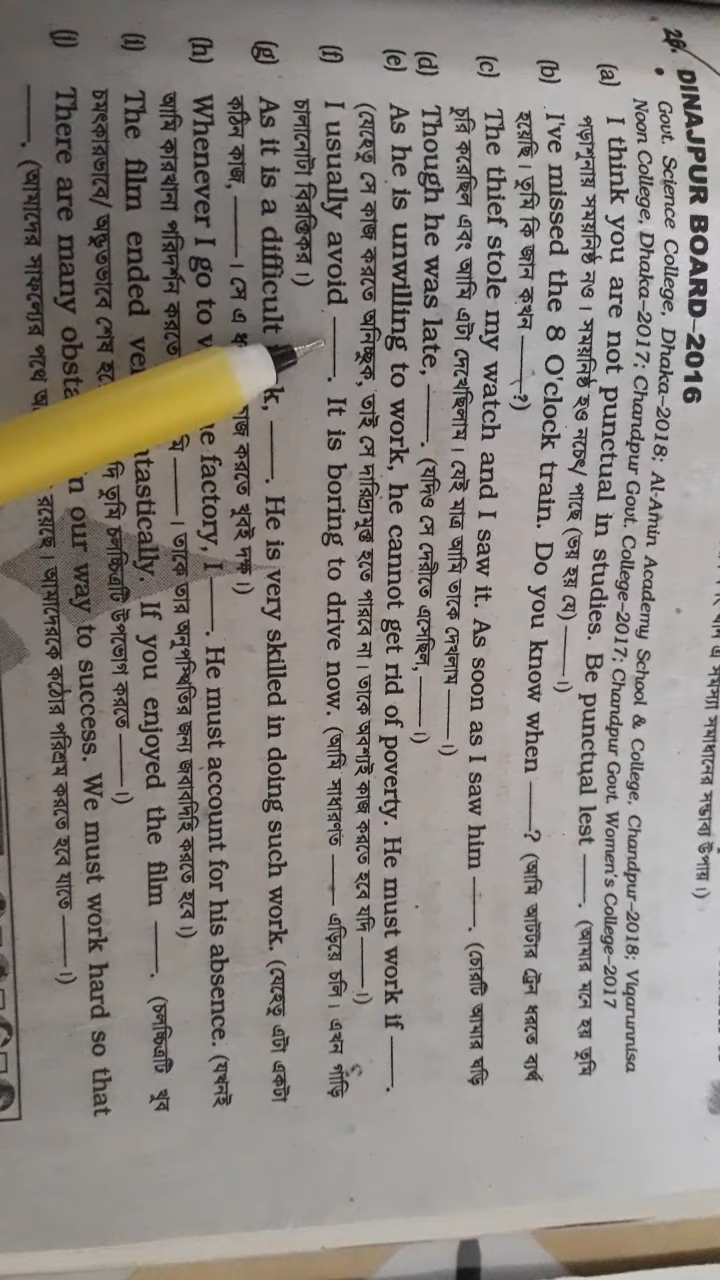 সমস্যা সমাধানের সম্ভাব্য উপায়।)
26. DINAJPUR BOARD–2016
Govt. Science College, Dhaka–2018; Al-Amin Academy School & College, Chandpur–2018; Viqarunnisa
Noon College, Dhaka–2017; Chandpur Govt. College–2017; Chandpur Govt. Women's College–2017
(a) I think you are not punctual in studies. Be punctual lest ——. (আমার মনে হয় তুমি
পড়াশুনায় সময়নিষ্ঠ নও। সময়নিষ্ঠ হও নচেৎ/ পাছে (ভয় হয় যে) ——।)
(b) I've missed the 8 O'clock train. Do you know when ——? (আমি আটটার ট্রেন ধরতে ব্যর্থ
হয়েছি। তুমি কি জান কখন ——?)
(c) The thief stole my watch and I saw it. As soon as I saw him ——. (চোরটি আমার ঘড়ি
চুরি করেছিল এবং আমি এটা দেখেছিলাম। যেই মাত্র আমি তাকে দেখলাম ——।)
(d) Though he was late, ——. (যদিও সে দেরীতে এসেছিল, ——।)
(e) As he is unwilling to work, he cannot get rid of poverty. He must work if ——.
(যেহেতু সে কাজ করতে অনিচ্ছুক, তাই সে দারিদ্র্যমুক্ত হতে পারবে না। তাকে অবশ্যই কাজ করতে হবে যদি ——।)
(f) I usually avoid ——. It is boring to drive now. (আমি সাধারণত —— এড়িয়ে চলি। এখন গাড়ি
চালানোটা বিরক্তিকর।)
(g) As it is a difficult k, ——. He is very skilled in doing such work. (যেহেতু এটা একটা
কঠিন কাজ, ——। সে এ কাজ করতে খুবই দক্ষ।)
(h) Whenever I go to factory, I ——. He must account for his absence. (যখনই
আমি কারখানা পরিদর্শন করতে ——। তাকে তার অনুপস্থিতির জন্য জবাবদিহি করতে হবে।)
(i) The film ended tastically. If you enjoyed the film ——. (চলচ্চিত্রটি খুব
চমৎকারভাবে/ অদ্ভুতভাবে শেষ তুমি চলচ্চিত্রটি উপভোগ করতে ——।)
(j) There are many n our way to success. We must work hard so that
——. (আমাদের সাফল্যের পথে রয়েছে। আমাদেরকে কঠোর পরিশ্রম করতে হবে যাতে ——।)